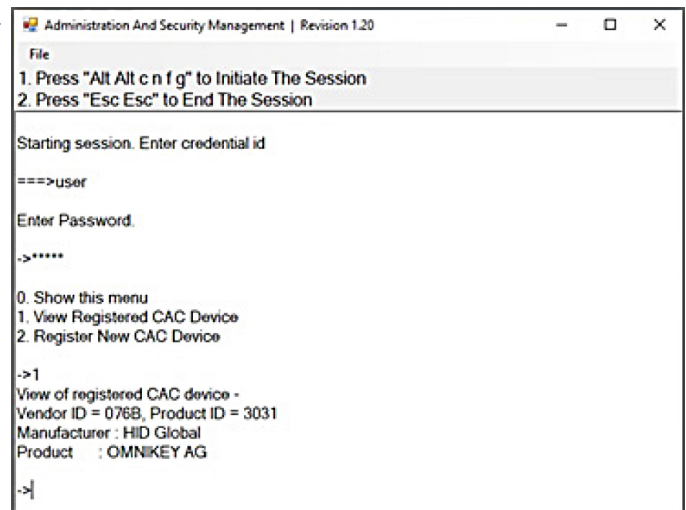 Administration And Security Management | Revision 1.20
File
1. Press "Alt Alt c n f g" to Initiate The Session
2. Press "Esc Esc" to End The Session
Starting session. Enter credential id
===>user
Enter Password.
->*****
0. Show this menu
1. View Registered CAC Device
2. Register New CAC Device
->1
View of registered CAC device -
Vendor ID = 076B, Product ID = 3031
Manufacturer : HID Global
Product : OMNIKEY AG
->